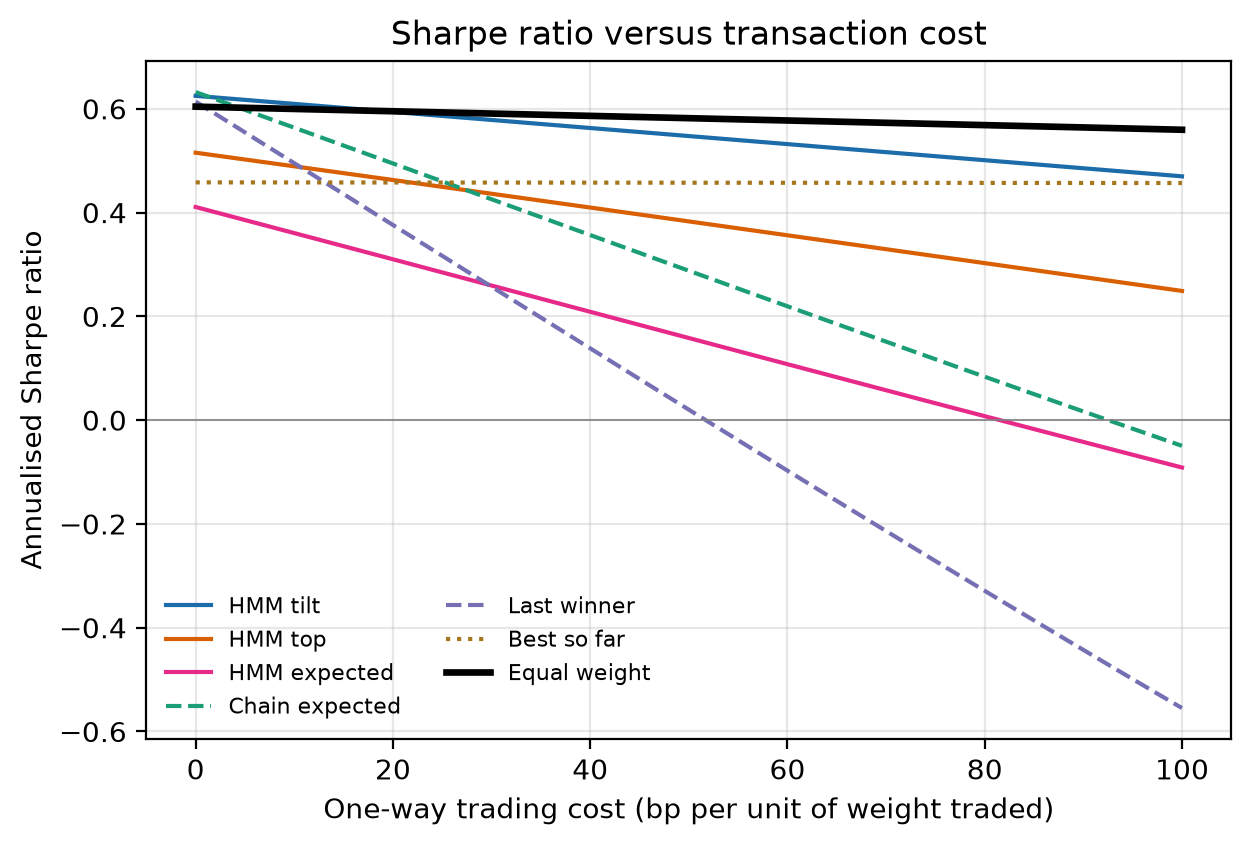 Sharpe ratio versus transaction cost
Annualised Sharpe ratio
0.6
0.4
0.2
0.0
−0.2
−0.4
−0.6
HMM tilt
HMM top
HMM expected
Chain expected
Last winner
Best so far
Equal weight
0 20 40 60 80 100
One-way trading cost (bp per unit of weight traded)